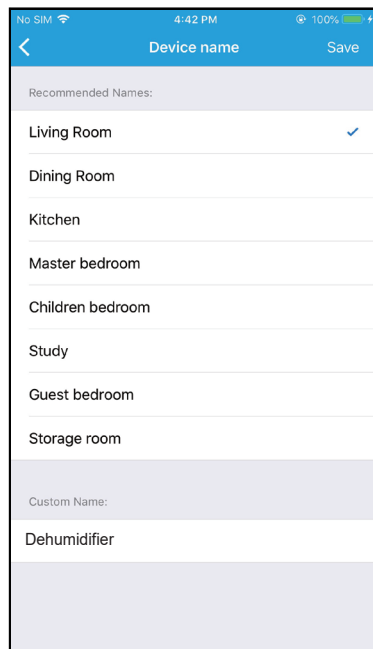 No SIM 4:42 PM 100%
Device name Save
Recommended Names:
Living Room
Dining Room
Kitchen
Master bedroom
Children bedroom
Study
Guest bedroom
Storage room
Custom Name:
Dehumidifier